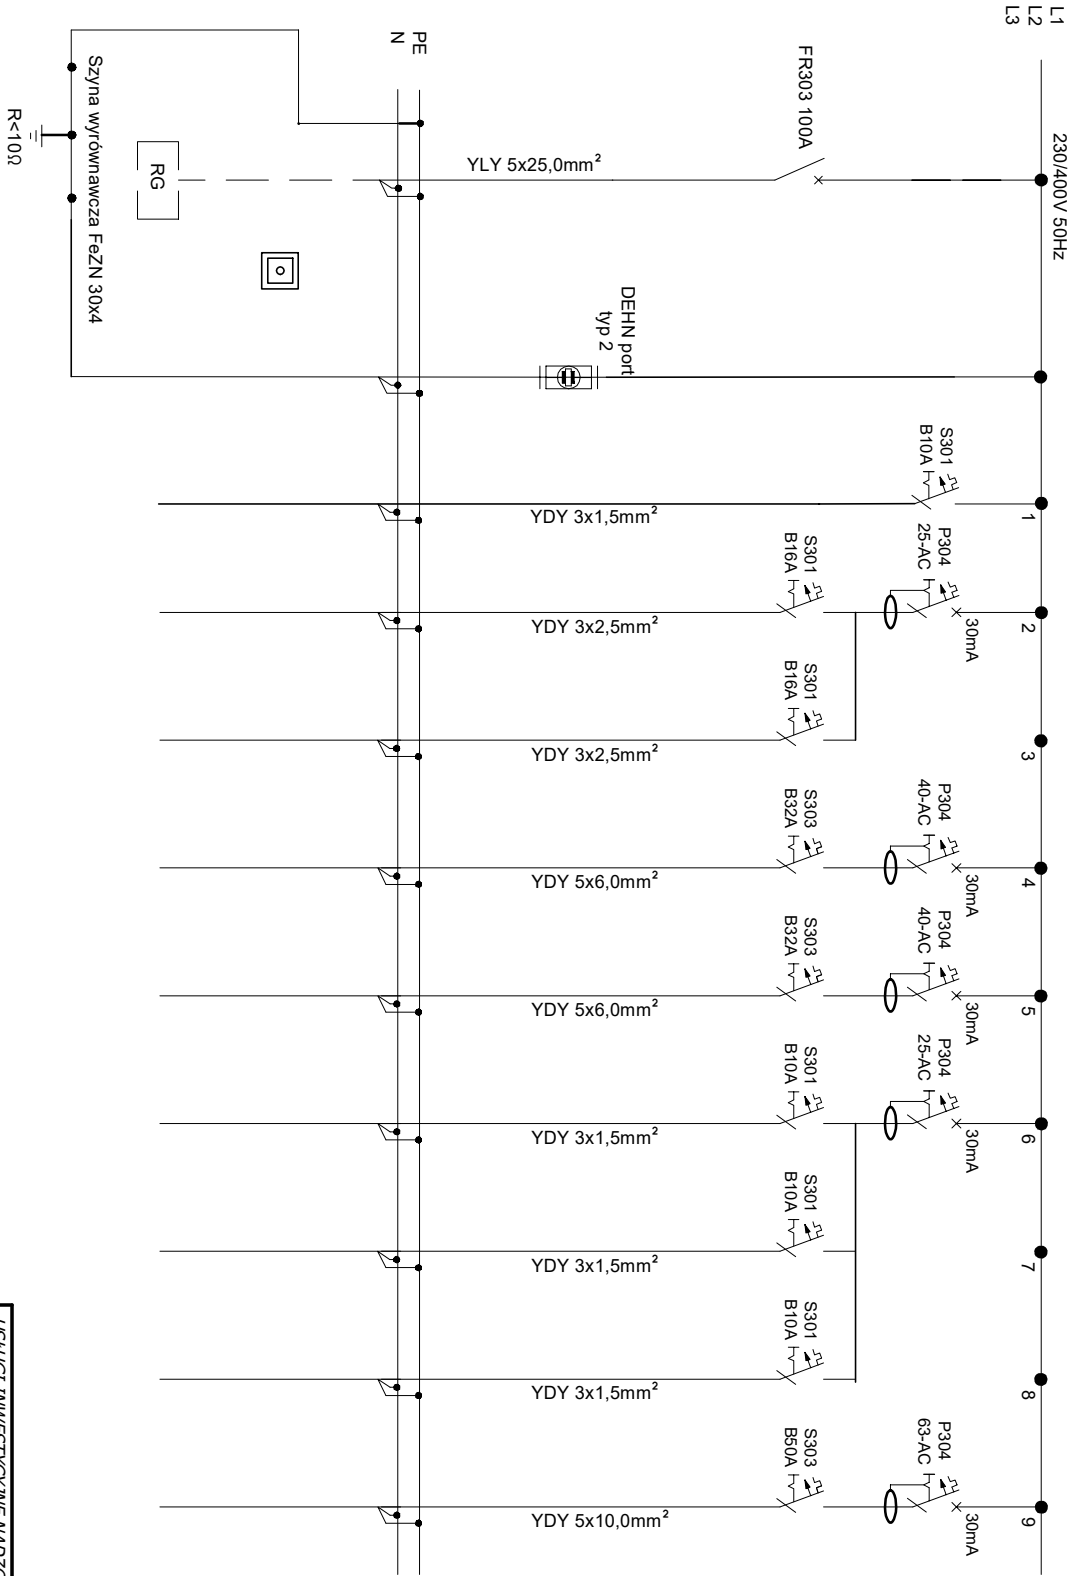 L1
L2
L3
230/400V 50Hz
FR303 100A
YLY 5x25,0mm²
PE
N
RG
Szyna wyrównawcza FeZN 30x4
R<10Ω
DEHN port
typ 2
S301
B10A
1
YDY 3x1,5mm²
P304
25-AC
30mA
2
S301
B16A
YDY 3x2,5mm²
3
S301
B16A
YDY 3x2,5mm²
P304
40-AC
30mA
4
S303
B32A
YDY 5x6,0mm²
P304
40-AC
30mA
5
S303
B32A
YDY 5x6,0mm²
P304
25-AC
30mA
6
S301
B10A
YDY 3x1,5mm²
7
S301
B10A
YDY 3x1,5mm²
8
S301
B10A
YDY 3x1,5mm²
P304
63-AC
30mA
9
S303
B50A
YDY 5x10,0mm²